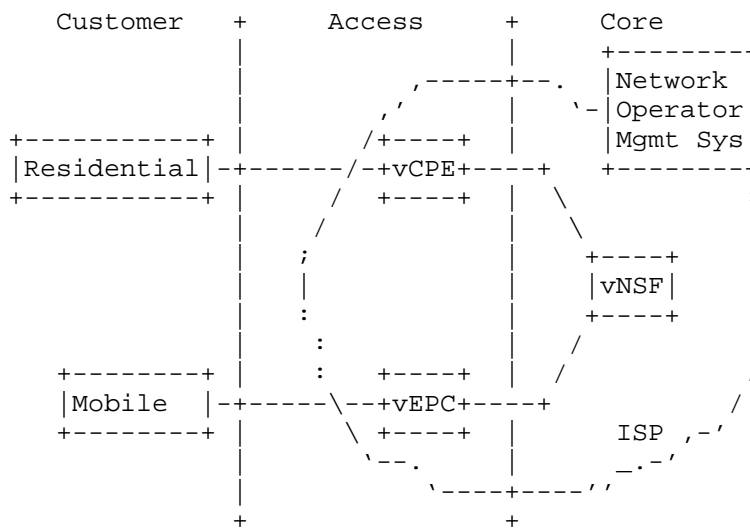 Customer Access Core
Network
Operator
Mgmt Sys
Residential vCPE
vNSF
Mobile vEPC
ISP